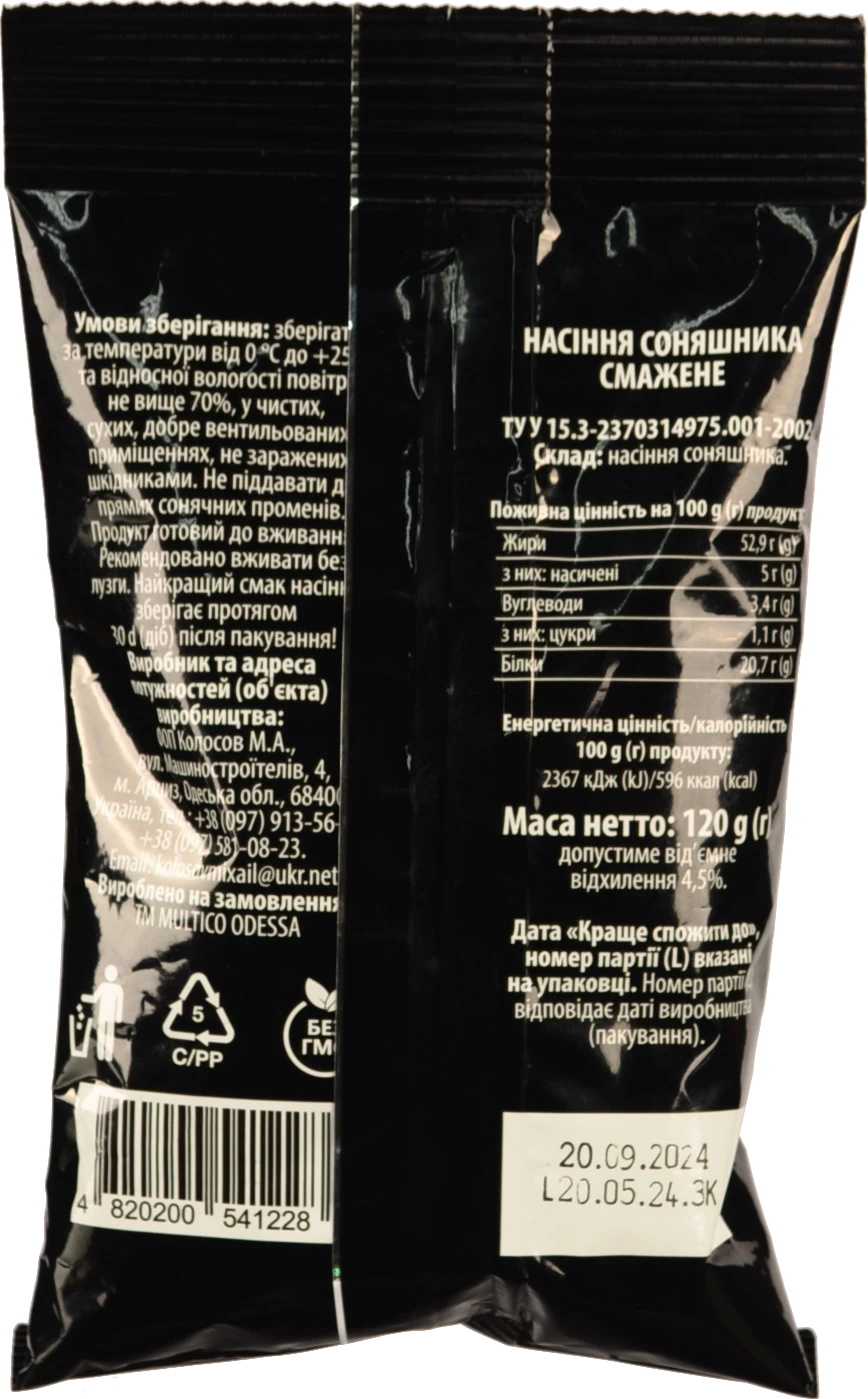 Умови зберігання: зберігат
за температури від 0 °С до +25
та відносної вологості повітр
не вище 70%, у чистих,
сухих, добре вентильованих
приміщеннях, не заражених
шкідниками. Не піддавати д
прямих сонячних променів.
Продукт готовий до вживанн
Рекомендовано вживати без
лузги. Найкращий смак насінн
зберігає протягом
30 d (діб) після пакування!
Виробник та адреса
потужностей (об'єкта)
виробництва:
ФОП Колосов М.А.,
вул. Машиностроїтелів, 4,
м. Арциз, Одеська обл., 6840
Україна, тел.: +38 (097) 913-56-
+38 (097) 581-08-23.
Email: kolosovmixail@ukr.net
Вироблено на замовлення
ТМ MULTICO ODESSA
5
C/PP
БЕЗ
ГМО
4 820200 541228
НАСІННЯ СОНЯШНИКА
СМАЖЕНЕ
ТУ У 15.3-2370314975.001-2002
Склад: насіння соняшника.
Поживна цінність на 100 g (г) продукт
Жири 52,9 г (g)
з них: насичені 5 г (g)
Вуглеводи 3,4 г (g)
з них: цукри 1,1 г (g)
Білки 20,7 г (g)
Енергетична цінність/калорійність
100 g (г) продукту:
2367 кДж (kJ)/596 ккал (kcal)
Маса нетто: 120 g (г)
допустиме від'ємне
відхилення 4,5%.
Дата «Краще спожити до»,
номер партії (L) вказані
на упаковці. Номер партії
відповідає даті виробництва
(пакування).
20.09.2024
L20.05.24.3К